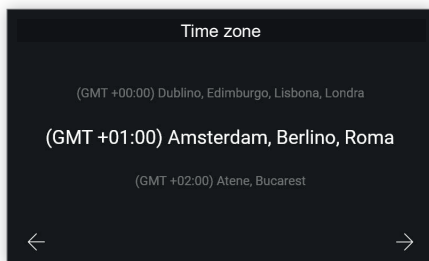 Time zone
(GMT +00:00) Dublino, Edimburgo, Lisbona, Londra
(GMT +01:00) Amsterdam, Berlino, Roma
(GMT +02:00) Atene, Bucarest